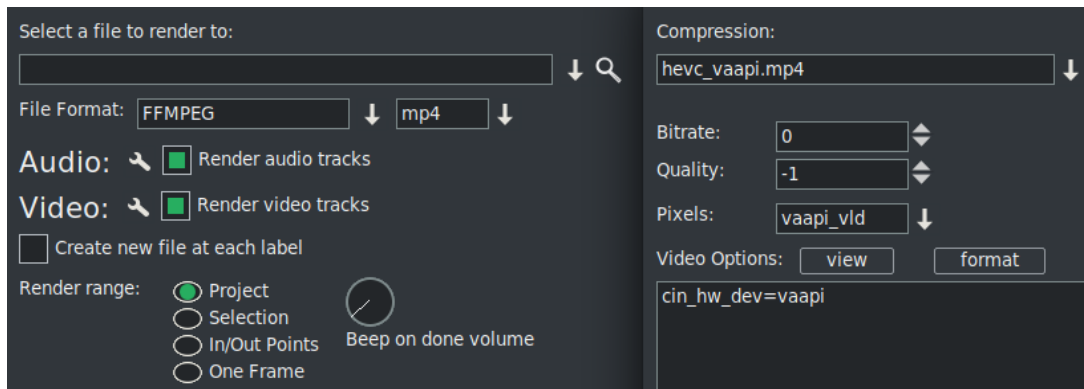 Select a file to render to:
File Format: FFMPEG mp4
Audio: Render audio tracks
Video: Render video tracks
Create new file at each label
Render range: Project
Selection
In/Out Points
One Frame
Beep on done volume
Compression:
hevc_vaapi.mp4
Bitrate: 0
Quality: -1
Pixels: vaapi_vld
Video Options: view format
cin_hw_dev=vaapi